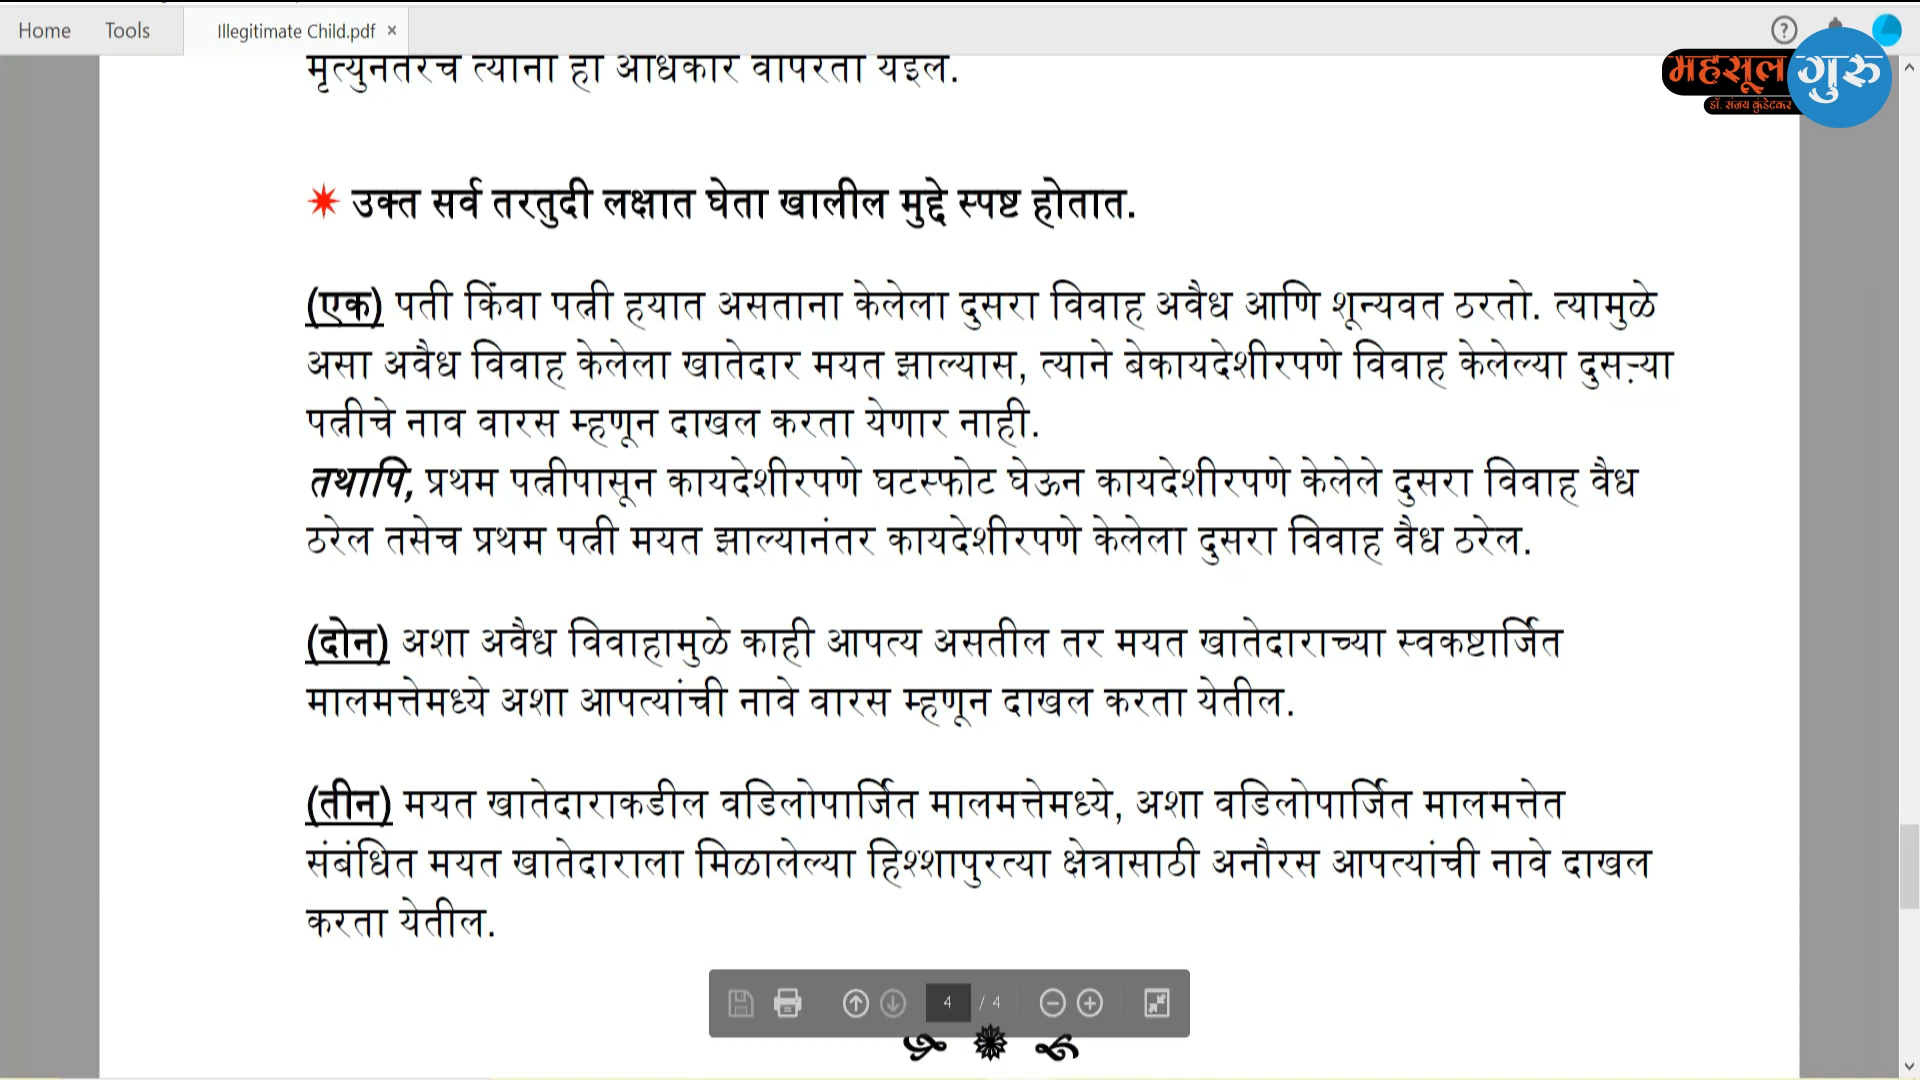 Home Tools Illegitimate Child.pdf ×
?
महसूल गुरु
डॉ. संजय कुंडेटकर
मृत्युनंतरच त्यांना हा अधिकार वापरता येइल.
उक्त सर्व तरतुदी लक्षात घेता खालील मुद्दे स्पष्ट होतात.
(एक) पती किंवा पत्नी हयात असताना केलेला दुसरा विवाह अवैध आणि शून्यवत ठरतो. त्यामुळे
असा अवैध विवाह केलेला खातेदार मयत झाल्यास, त्याने बेकायदेशीरपणे विवाह केलेल्या दुसऱ्या
पत्नीचे नाव वारस म्हणून दाखल करता येणार नाही.
तथापि, प्रथम पत्नीपासून कायदेशीरपणे घटस्फोट घेऊन कायदेशीरपणे केलेले दुसरा विवाह वैध
ठरेल तसेच प्रथम पत्नी मयत झाल्यानंतर कायदेशीरपणे केलेला दुसरा विवाह वैध ठरेल.
(दोन) अशा अवैध विवाहामुळे काही आपत्य असतील तर मयत खातेदाराच्या स्वकष्टार्जित
मालमत्तेमध्ये अशा आपत्यांची नावे वारस म्हणून दाखल करता येतील.
(तीन) मयत खातेदाराकडील वडिलोपार्जित मालमत्तेमध्ये, अशा वडिलोपार्जित मालमत्तेत
संबंधित मयत खातेदाराला मिळालेल्या हिश्शापुरत्या क्षेत्रासाठी अनौरस आपत्यांची नावे दाखल
करता येतील.
4 / 4